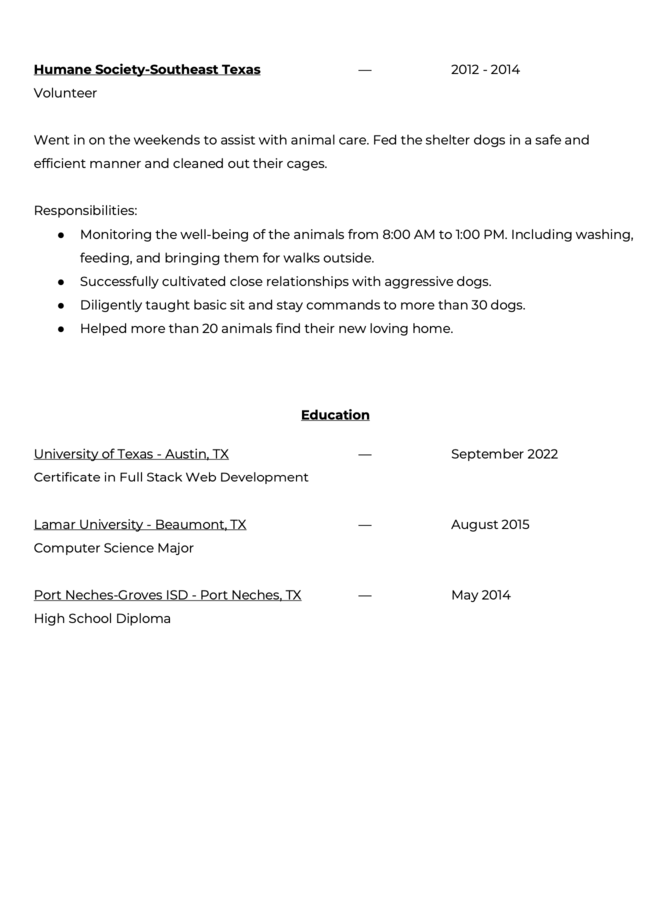 Humane Society-Southeast Texas — 2012 - 2014
Volunteer
Went in on the weekends to assist with animal care. Fed the shelter dogs in a safe and
efficient manner and cleaned out their cages.
Responsibilities:
● Monitoring the well-being of the animals from 8:00 AM to 1:00 PM. Including washing,
feeding, and bringing them for walks outside.
● Successfully cultivated close relationships with aggressive dogs.
● Diligently taught basic sit and stay commands to more than 30 dogs.
● Helped more than 20 animals find their new loving home.
Education
University of Texas - Austin, TX — September 2022
Certificate in Full Stack Web Development
Lamar University - Beaumont, TX — August 2015
Computer Science Major
Port Neches-Groves ISD - Port Neches, TX — May 2014
High School Diploma